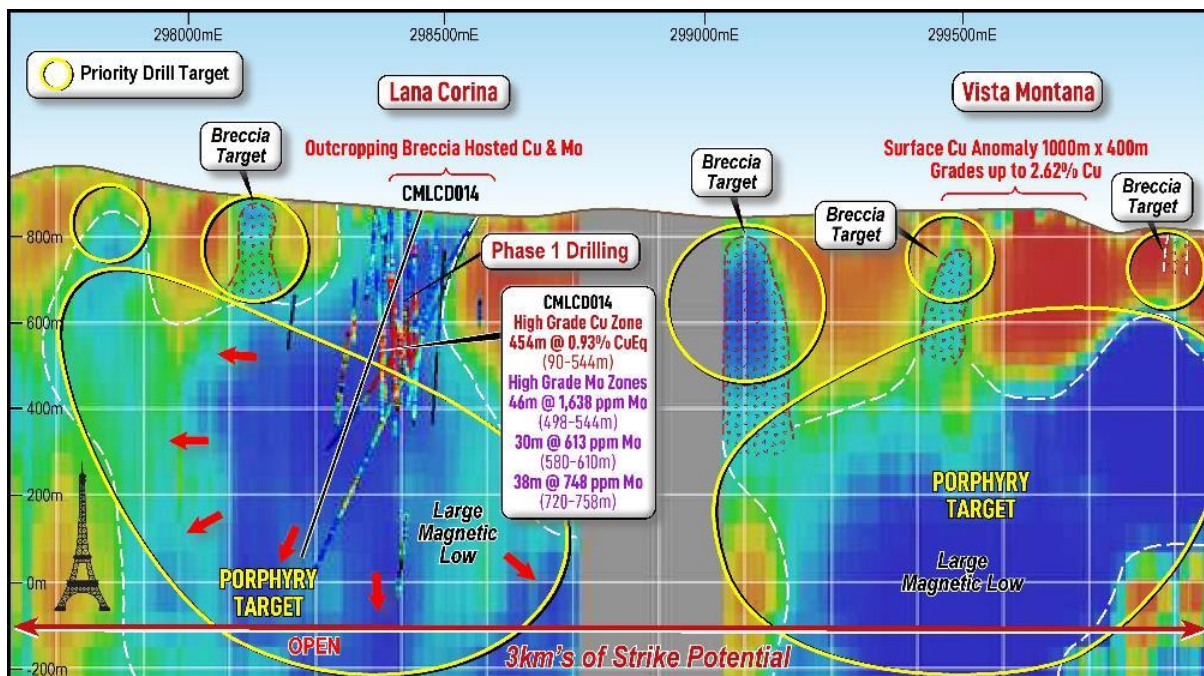 298000mE
298500mE
299000mE
299500mE
Priority Drill Target
Lana Corina
Vista Montana
Breccia
Target
Outcropping Breccia Hosted Cu & Mo
CMLCD014
Breccia
Target
Surface Cu Anomaly 1000m x 400m
Grades up to 2.62% Cu
Breccia
Target
Breccia
Target
800m
600m
400m
200m
0m
-200m
Phase 1 Drilling
CMLCD014
High Grade Cu Zone
454m @ 0.93% CuEq
(90-544m)
High Grade Mo Zones
46m @ 1,638 ppm Mo
(498-544m)
30m @ 613 ppm Mo
(580-610m)
38m @ 748 ppm Mo
(720-758m)
Large
Magnetic Low
PORPHYRY
TARGET
OPEN
PORPHYRY
TARGET
Large
Magnetic Low
3km's of Strike Potential